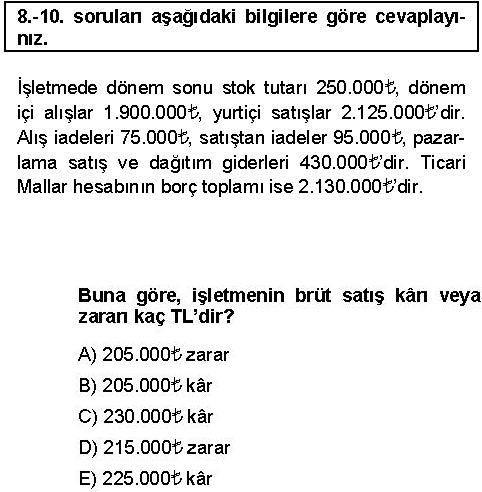 8.-10. soruları aşağıdaki bilgilere göre cevaplayı-
nız.
İşletmede dönem sonu stok tutarı 250.000₺, dönem
içi alışlar 1.900.000₺, yurtiçi satışlar 2.125.000₺'dir.
Alış iadeleri 75.000₺, satıştan iadeler 95.000₺, pazar-
lama satış ve dağıtım giderleri 430.000₺'dir. Ticari
Mallar hesabının borç toplamı ise 2.130.000₺'dir.
Buna göre, işletmenin brüt satış kârı veya
zararı kaç TL'dir?
A) 205.000₺ zarar
B) 205.000₺ kâr
C) 230.000₺ kâr
D) 215.000₺ zarar
E) 225.000₺ kâr